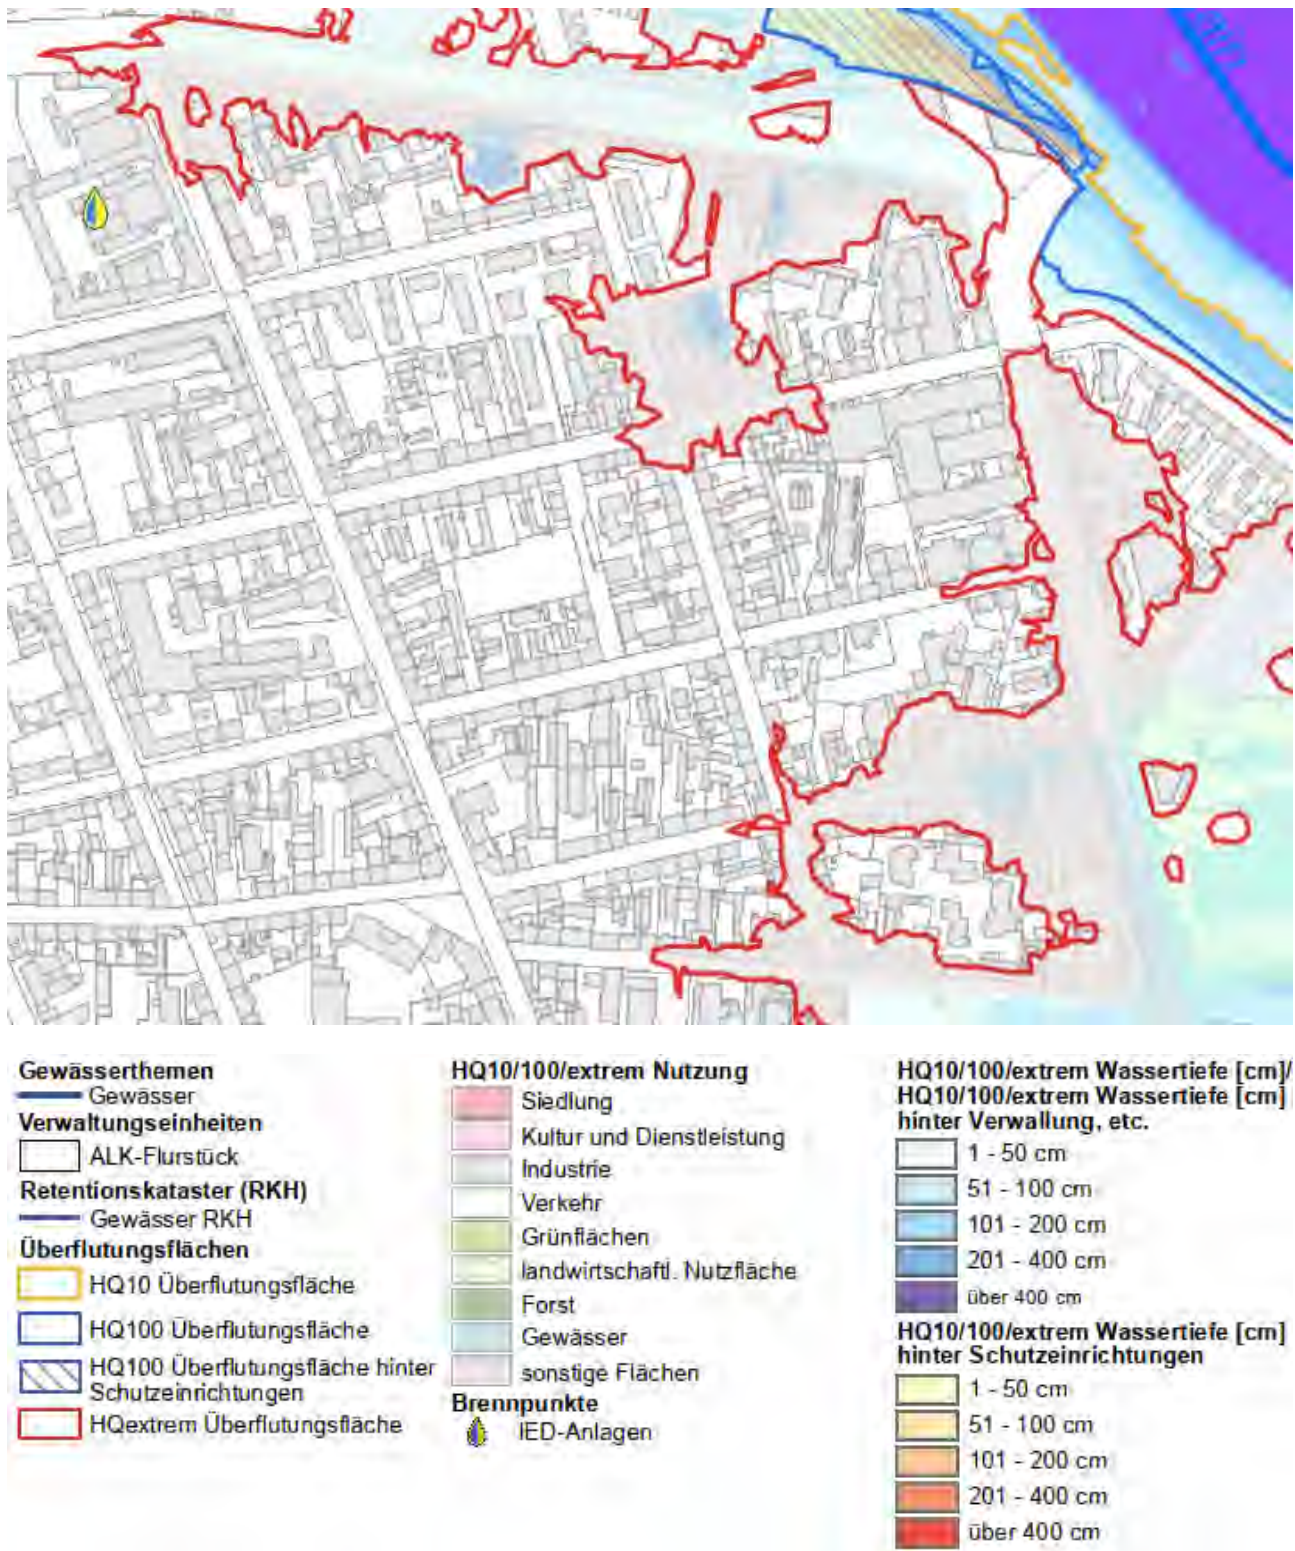 Gewässerthemen
Gewässer
Verwaltungseinheiten
ALK-Flurstück
Retentionskataster (RKH)
Gewässer RKH
Überflutungsflächen
HQ10 Überflutungsfläche
HQ100 Überflutungsfläche
HQ100 Überflutungsfläche hinter
Schutzeinrichtungen
HQextrem Überflutungsfläche
HQ10/100/extrem Nutzung
Siedlung
Kultur und Dienstleistung
Industrie
Verkehr
Grünflächen
landwirtschaftl. Nutzfläche
Forst
Gewässer
sonstige Flächen
Brennpunkte
IED-Anlagen
HQ10/100/extrem Wassertiefe [cm]/
HQ10/100/extrem Wassertiefe [cm]
hinter Verwallung, etc.
1 - 50 cm
51 - 100 cm
101 - 200 cm
201 - 400 cm
über 400 cm
HQ10/100/extrem Wassertiefe [cm]
hinter Schutzeinrichtungen
1 - 50 cm
51 - 100 cm
101 - 200 cm
201 - 400 cm
über 400 cm